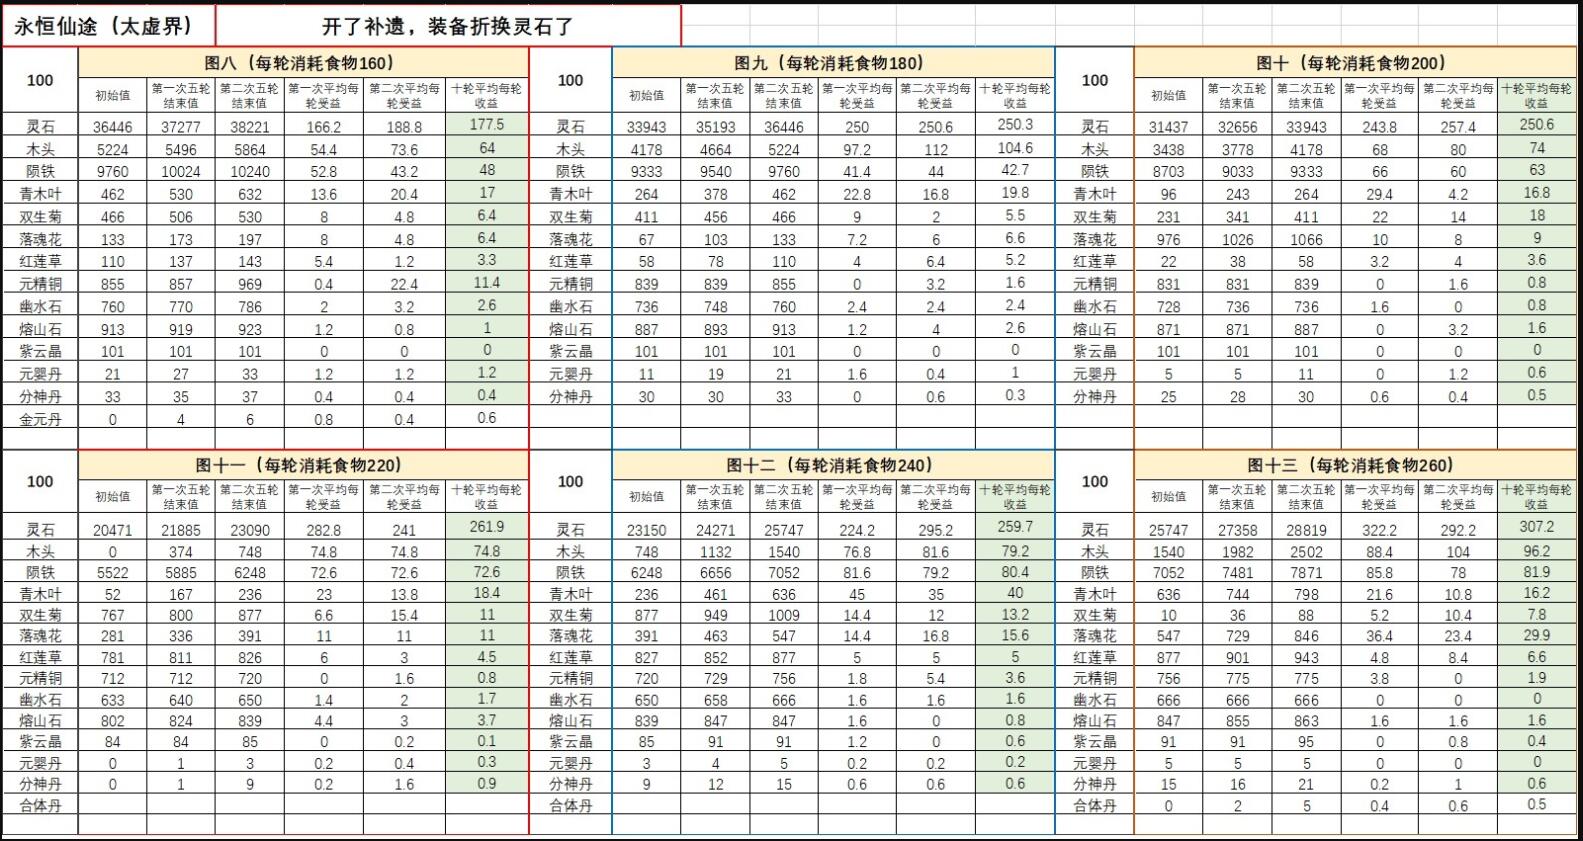 永恒仙途（太虚界） 开了补遗，装备折换灵石了
100 图八（每轮消耗食物160） 100 图九（每轮消耗食物180） 100 图十（每轮消耗食物200）
初始值 第一次五轮结束值 第二次五轮结束值 第一次平均每轮受益 第二次平均每轮受益 十轮平均每轮收益 初始值 第一次五轮结束值 第二次五轮结束值 第一次平均每轮受益 第二次平均每轮受益 十轮平均每轮收益 初始值 第一次五轮结束值 第二次五轮结束值 第一次平均每轮受益 第二次平均每轮受益 十轮平均每轮收益
灵石 36446 37277 38221 166.2 188.8 177.5 灵石 33943 35193 36446 250 250.6 250.3 灵石 31437 32656 33943 243.8 257.4 250.6
木头 5224 5496 5864 54.4 73.6 64 木头 4178 4664 5224 97.2 112 104.6 木头 3438 3778 4178 68 80 74
陨铁 9760 10024 10240 52.8 43.2 48 陨铁 9333 9540 9760 41.4 44 42.7 陨铁 8703 9033 9333 66 60 63
青木叶 462 530 632 13.6 20.4 17 青木叶 264 378 462 22.8 16.8 19.8 青木叶 96 243 264 29.4 4.2 16.8
双生菊 466 506 530 8 4.8 6.4 双生菊 411 456 466 9 2 5.5 双生菊 231 341 411 22 14 18
落魂花 133 173 197 8 4.8 6.4 落魂花 67 103 133 7.2 6 6.6 落魂花 976 1026 1066 10 8 9
红莲草 110 137 143 5.4 1.2 3.3 红莲草 58 78 110 4 6.4 5.2 红莲草 22 38 58 3.2 4 3.6
元精铜 855 857 969 0.4 22.4 11.4 元精铜 839 839 855 0 3.2 1.6 元精铜 831 831 839 0 1.6 0.8
幽水石 760 770 786 2 3.2 2.6 幽水石 736 748 760 2.4 2.4 2.4 幽水石 728 736 736 1.6 0 0.8
熔山石 913 919 923 1.2 0.8 1 熔山石 887 893 913 1.2 4 2.6 熔山石 871 871 887 0 3.2 1.6
紫云晶 101 101 101 0 0 0 紫云晶 101 101 101 0 0 0 紫云晶 101 101 101 0 0 0
元婴丹 21 27 33 1.2 1.2 1.2 元婴丹 11 19 21 1.6 0.4 1 元婴丹 5 5 11 0 1.2 0.6
分神丹 33 35 37 0.4 0.4 0.4 分神丹 30 30 33 0 0.6 0.3 分神丹 25 28 30 0.6 0.4 0.5
金元丹 0 4 6 0.8 0.4 0.6
100 图十一（每轮消耗食物220） 100 图十二（每轮消耗食物240） 100 图十三（每轮消耗食物260）
初始值 第一次五轮结束值 第二次五轮结束值 第一次平均每轮受益 第二次平均每轮受益 十轮平均每轮收益 初始值 第一次五轮结束值 第二次五轮结束值 第一次平均每轮受益 第二次平均每轮受益 十轮平均每轮收益 初始值 第一次五轮结束值 第二次五轮结束值 第一次平均每轮受益 第二次平均每轮受益 十轮平均每轮收益
灵石 20471 21885 23090 282.8 241 261.9 灵石 23150 24271 25747 224.2 295.2 259.7 灵石 25747 27358 28819 322.2 292.2 307.2
木头 0 374 748 74.8 74.8 74.8 木头 748 1132 1540 76.8 81.6 79.2 木头 1540 1982 2502 88.4 104 96.2
陨铁 5522 5885 6248 72.6 72.6 72.6 陨铁 6248 6656 7052 81.6 79.2 80.4 陨铁 7052 7481 7871 85.8 78 81.9
青木叶 52 167 236 23 13.8 18.4 青木叶 236 461 636 45 35 40 青木叶 636 744 798 21.6 10.8 16.2
双生菊 767 800 877 6.6 15.4 11 双生菊 877 949 1009 14.4 12 13.2 双生菊 10 36 88 5.2 10.4 7.8
落魂花 281 336 391 11 11 11 落魂花 391 463 547 14.4 16.8 15.6 落魂花 547 729 846 36.4 23.4 29.9
红莲草 781 811 826 6 3 4.5 红莲草 827 852 877 5 5 5 红莲草 877 901 943 4.8 8.4 6.6
元精铜 712 712 720 0 1.6 0.8 元精铜 720 729 756 1.8 5.4 3.6 元精铜 756 775 775 3.8 0 1.9
幽水石 633 640 650 1.4 2 1.7 幽水石 650 658 666 1.6 1.6 1.6 幽水石 666 666 666 0 0 0
熔山石 802 824 839 4.4 3 3.7 熔山石 839 847 847 1.6 0 0.8 熔山石 847 855 863 1.6 1.6 1.6
紫云晶 84 84 85 0 0.2 0.1 紫云晶 85 91 91 1.2 0 0.6 紫云晶 91 91 95 0 0.8 0.4
元婴丹 0 1 3 0.2 0.4 0.3 元婴丹 3 4 5 0.2 0.2 0.2 元婴丹 5 5 5 0 0 0
分神丹 0 1 9 0.2 1.6 0.9 分神丹 9 12 15 0.6 0.6 0.6 分神丹 15 16 21 0.2 1 0.6
合体丹 合体丹 合体丹 0 2 5 0.4 0.6 0.5